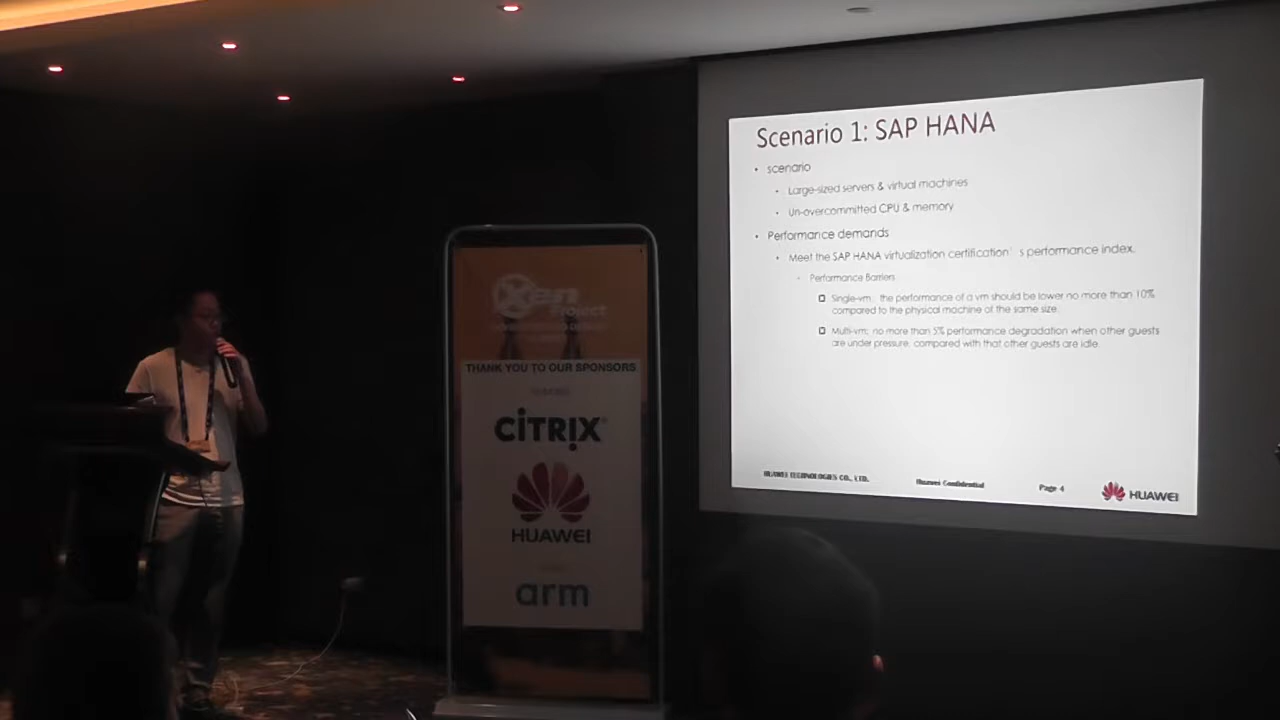 Scenario 1: SAP HANA
• scenario
• Large-sized servers & virtual machines
• Un-overcommitted CPU & memory
• Performance demands
• Meet the SAP HANA virtualization certification's performance index.
• Performance Barriers
Single-vm: the performance of a vm should be lower no more than 10%
compared to the physical machine of the same size.
Multi-vm: no more than 5% performance degradation when other guests
are under pressure, compared with that other guests are idle.
HUAWEI TECHNOLOGIES CO., LTD.
Huawei Confidential
Page 4
HUAWEI
Xen
Project
THANK YOU TO OUR SPONSORS
CİTRIX
HUAWEI
arm